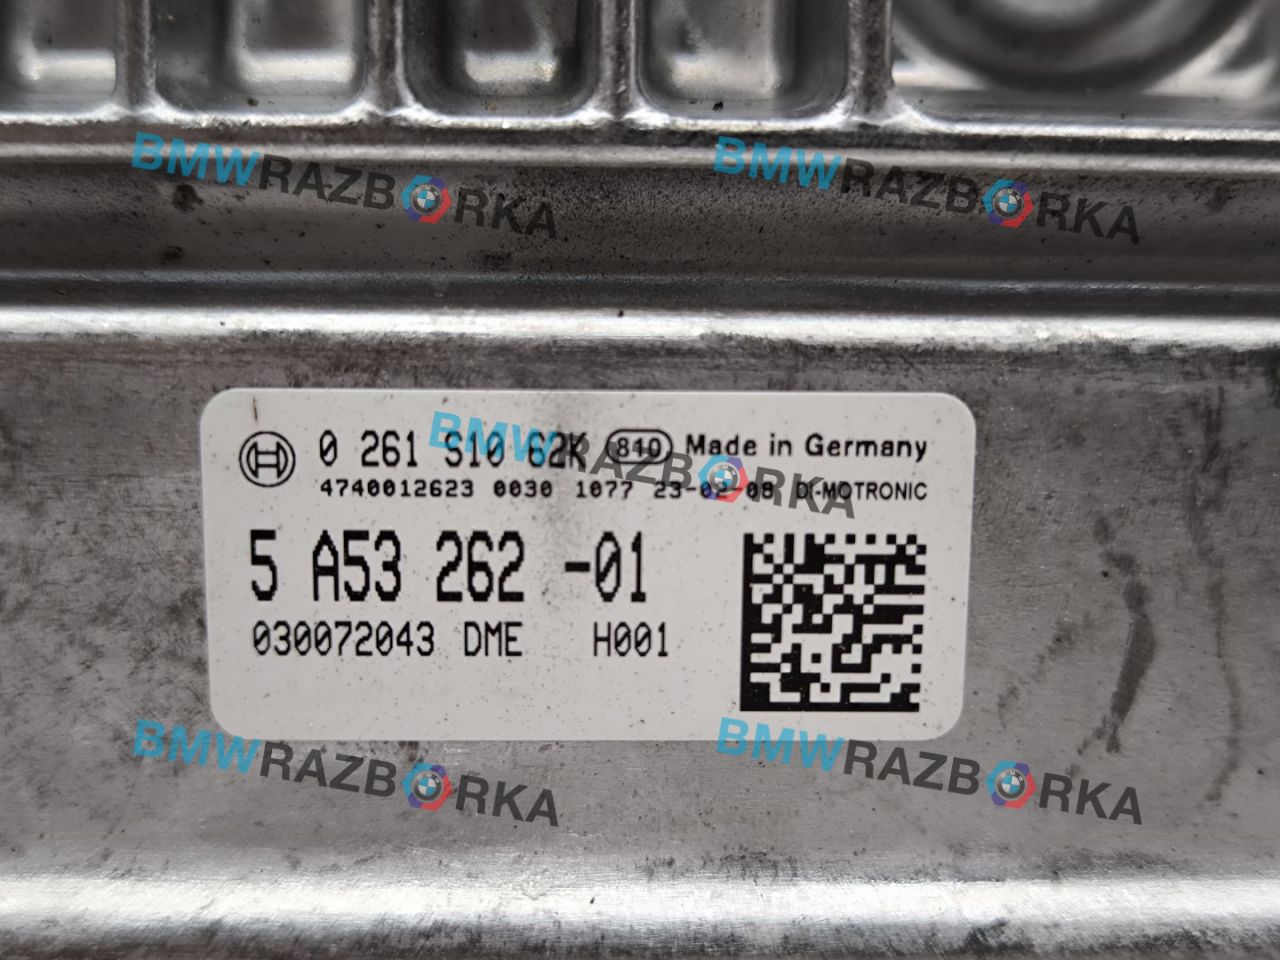 BMWRAZBORKA BMWRAZBORKA
0 261 S10 62K 810 Made in Germany
BMWRAZBORKA
4740012623 0030 1077 23-02-08 DI-MOTRONIC
5 A53 262 -01
030072043 DME H001
BMWRAZBORKA BMWRAZBORKA